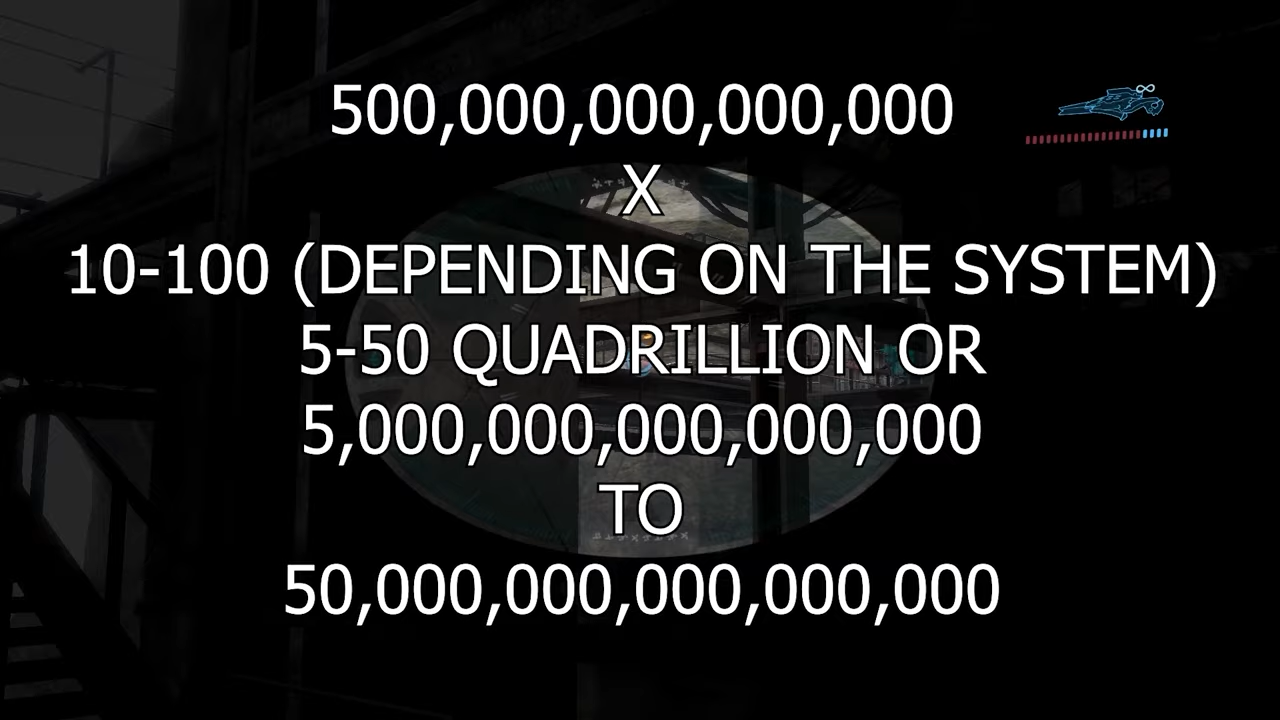 500,000,000,000,000
X
10-100 (DEPENDING ON THE SYSTEM)
5-50 QUADRILLION OR
5,000,000,000,000,000
TO
50,000,000,000,000,000
∞